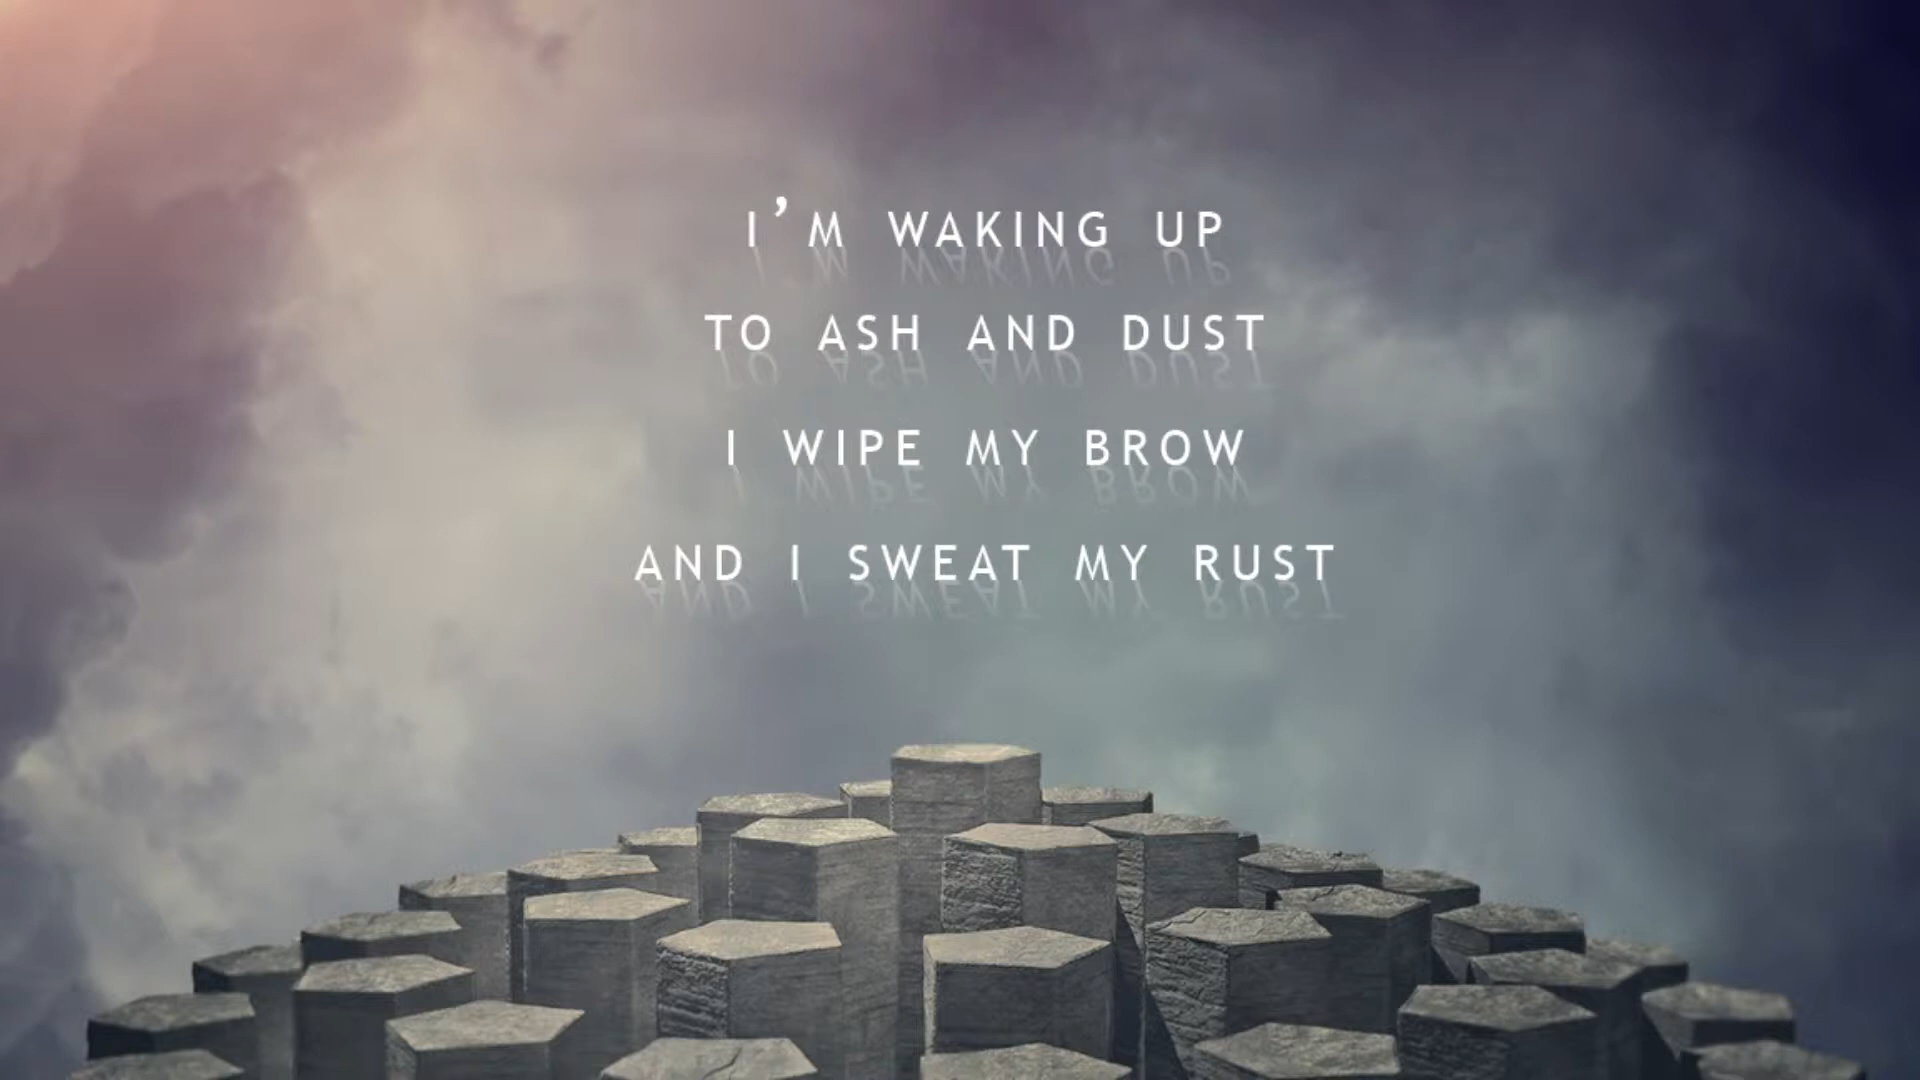 I'M WAKING UP
TO ASH AND DUST
I WIPE MY BROW
AND I SWEAT MY RUST